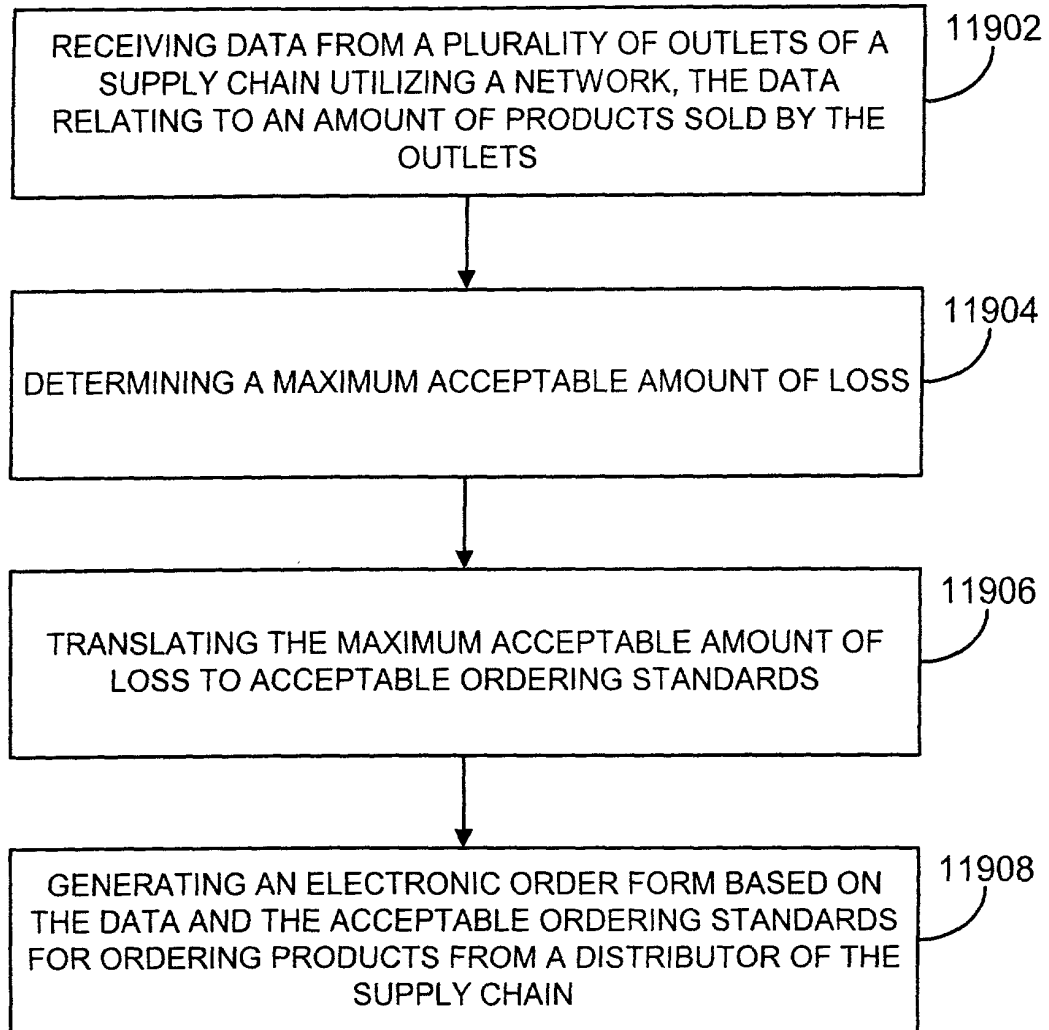 RECEIVING DATA FROM A PLURALITY OF OUTLETS OF A
SUPPLY CHAIN UTILIZING A NETWORK, THE DATA
RELATING TO AN AMOUNT OF PRODUCTS SOLD BY THE
OUTLETS
11902
DETERMINING A MAXIMUM ACCEPTABLE AMOUNT OF LOSS
11904
TRANSLATING THE MAXIMUM ACCEPTABLE AMOUNT OF
LOSS TO ACCEPTABLE ORDERING STANDARDS
11906
GENERATING AN ELECTRONIC ORDER FORM BASED ON
THE DATA AND THE ACCEPTABLE ORDERING STANDARDS
FOR ORDERING PRODUCTS FROM A DISTRIBUTOR OF THE
SUPPLY CHAIN
11908